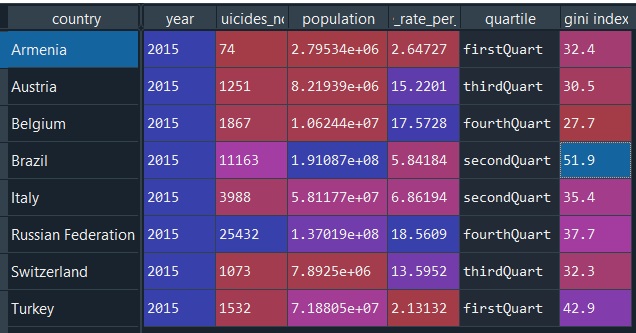 country year uicides_no population _rate_per_ quartile gini index
Armenia 2015 74 2.79534e+06 2.64727 firstQuart 32.4
Austria 2015 1251 8.21939e+06 15.2201 thirdQuart 30.5
Belgium 2015 1867 1.06244e+07 17.5728 fourthQuart 27.7
Brazil 2015 11163 1.91087e+08 5.84184 secondQuart 51.9
Italy 2015 3988 5.81177e+07 6.86194 secondQuart 35.4
Russian Federation 2015 25432 1.37019e+08 18.5609 fourthQuart 37.7
Switzerland 2015 1073 7.8925e+06 13.5952 thirdQuart 32.3
Turkey 2015 1532 7.18805e+07 2.13132 firstQuart 42.9